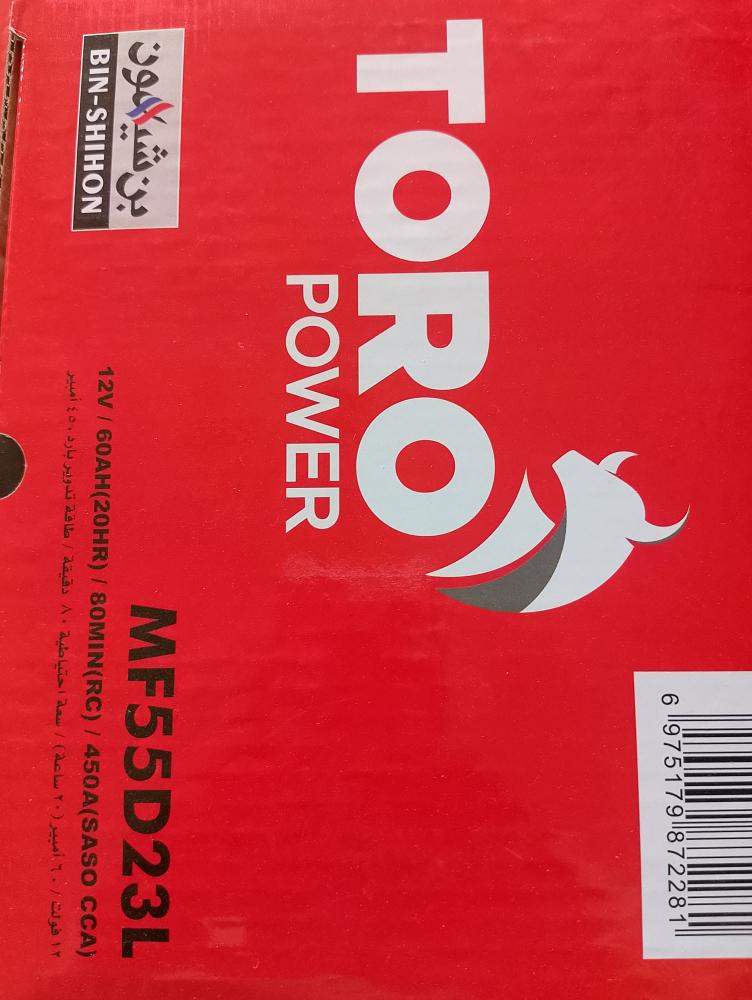 TORO
POWER
بن شيهون
BIN-SHIHON
MF55D23L
12V / 60AH(20HR) / 80MIN(RC) / 450A(SASO CCA)
١٢ فولت / ٦٠ أمبير (٢٠ ساعة) / سعة احتياطية ٨٠ دقيقة / طاقة تدوير بارد ٤٥٠ أمبير
6 975179 872281